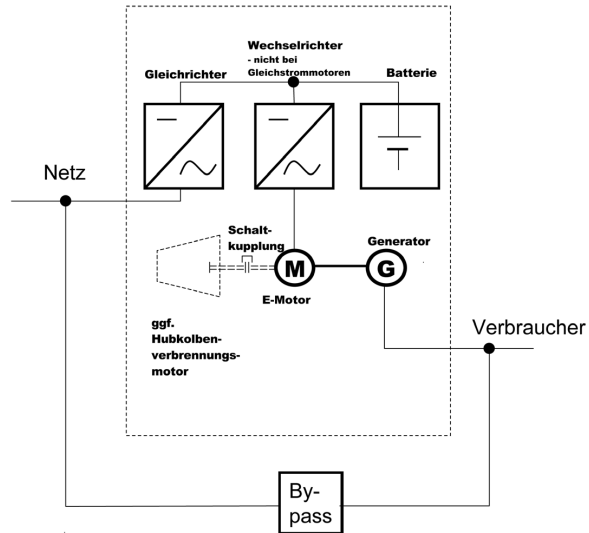 Wechselrichter
- nicht bei
Gleichstrommotoren
Gleichrichter
Batterie
Netz
Schalt-
kupplung
Generator
M
G
E-Motor
ggf.
Hubkolben-
verbrennungs-
motor
Verbraucher
By-
pass